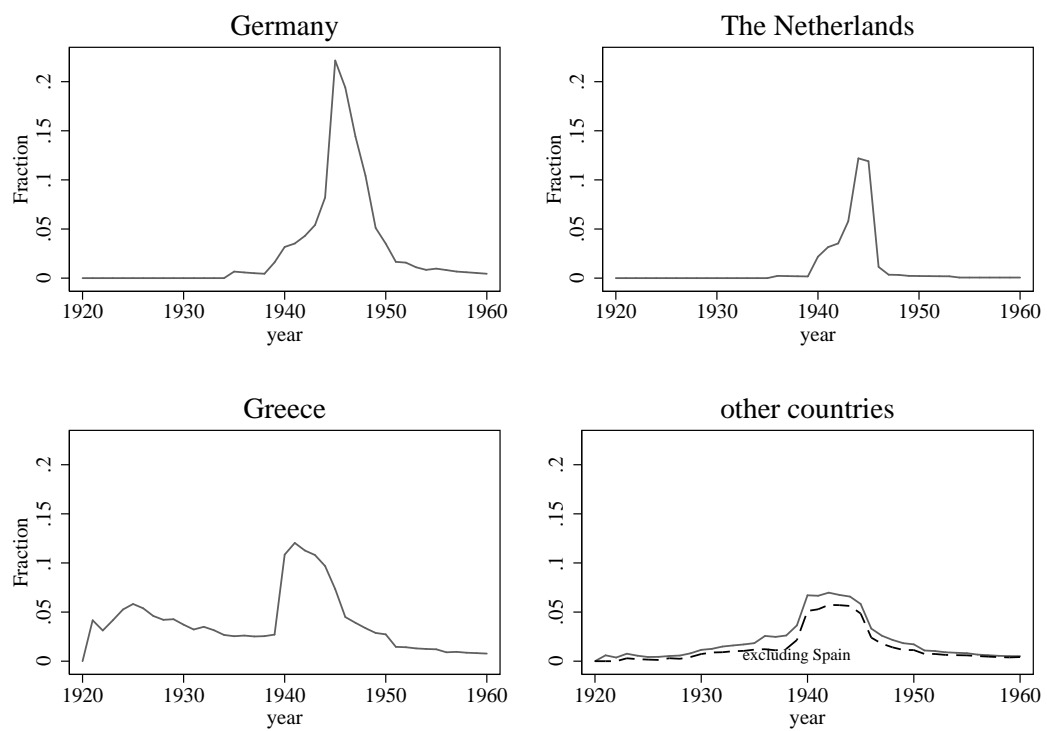 Germany
Fraction
.2
.15
.1
.05
0
1920 1930 1940 1950 1960
year
The Netherlands
Fraction
.2
.15
.1
.05
0
1920 1930 1940 1950 1960
year
Greece
Fraction
.2
.15
.1
.05
0
1920 1930 1940 1950 1960
year
other countries
.2
.15
.1
.05
0
excluding Spain
1920 1930 1940 1950 1960
year